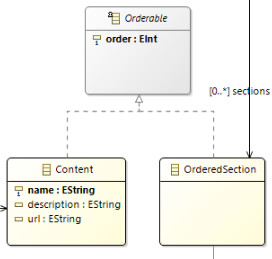 Orderable
order : EInt
[0..*] sections
Content
name : EString
description : EString
url : EString
OrderedSection